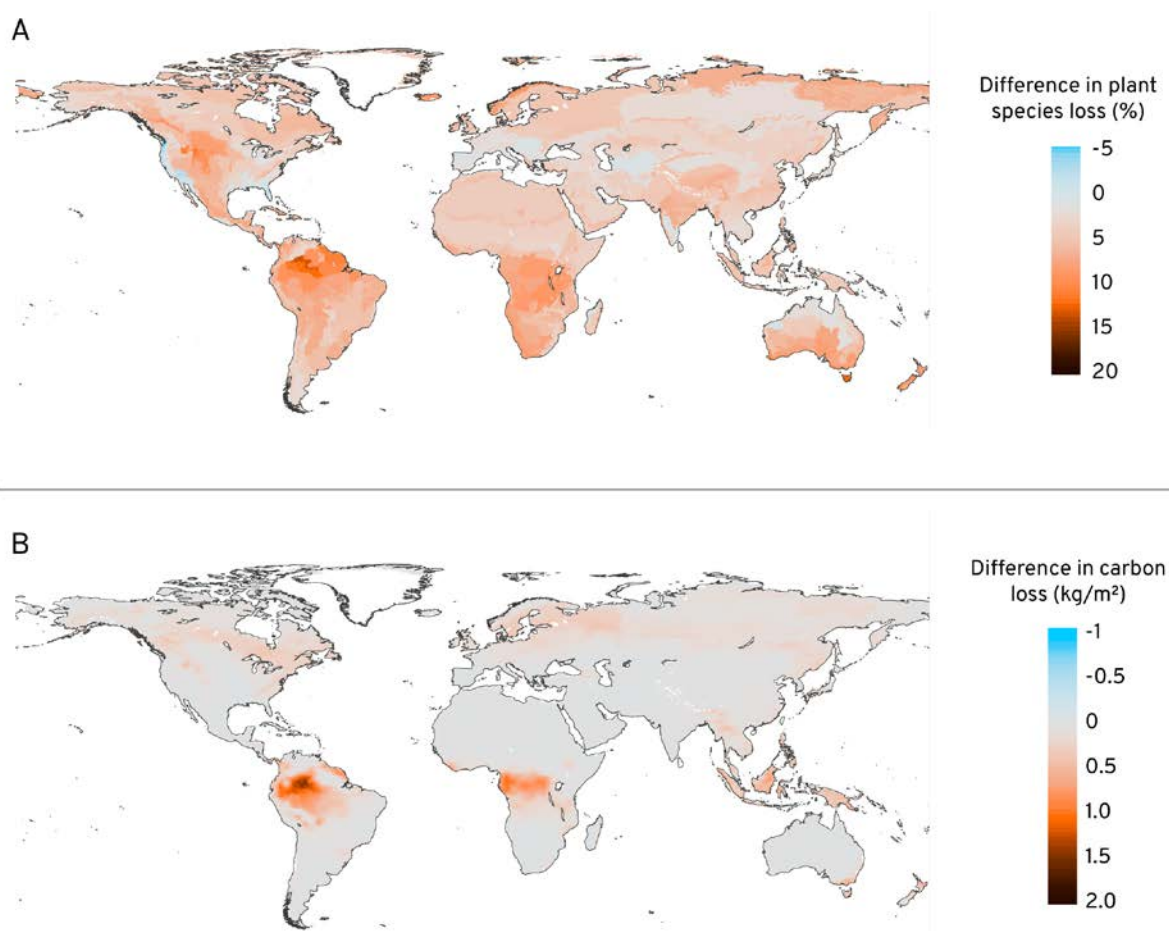 A
Difference in plant
species loss (%)
-5
0
5
10
15
20
B
Difference in carbon
loss (kg/m²)
-1
-0.5
0
0.5
1.0
1.5
2.0